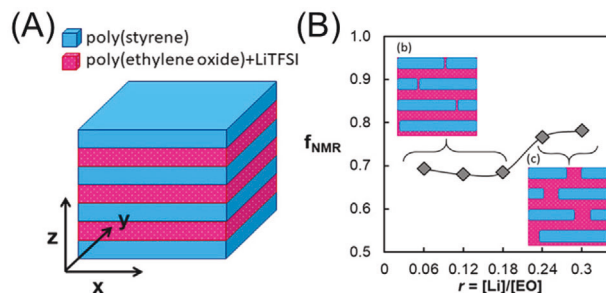 (A)
poly(styrene)
poly(ethylene oxide)+LiTFSI
z
y
x
(B)
1.0
0.9
0.8
0.7
0.6
0.5
f_NMR
(b)
(c)
0 0.06 0.12 0.18 0.24 0.3
r = [Li]/[EO]